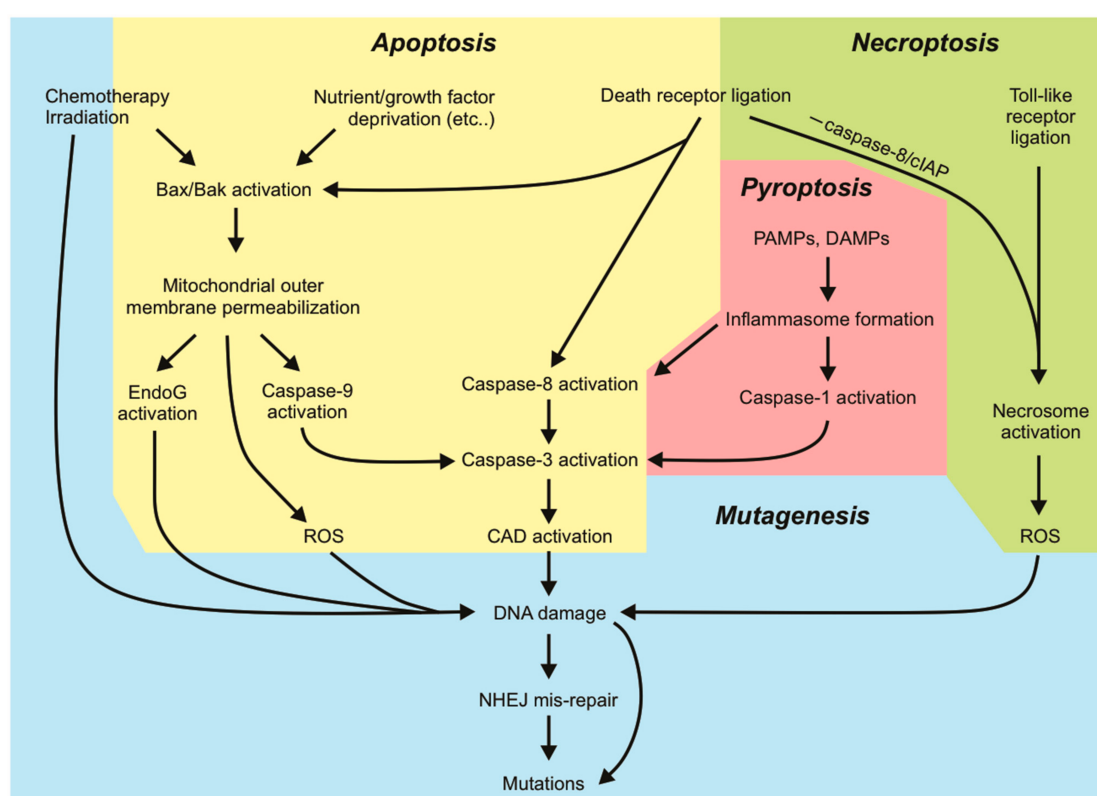 Apoptosis
Necroptosis
Chemotherapy
Irradiation
Nutrient/growth factor
deprivation (etc..)
Death receptor ligation
Toll-like
receptor
ligation
—caspase-8/cIAP
Bax/Bak activation
Pyroptosis
PAMPs, DAMPs
Mitochondrial outer
membrane permeabilization
Inflammasome formation
EndoG
activation
Caspase-9
activation
Caspase-8 activation
Caspase-1 activation
Necrosome
activation
Caspase-3 activation
Mutagenesis
ROS
CAD activation
ROS
DNA damage
NHEJ mis-repair
Mutations